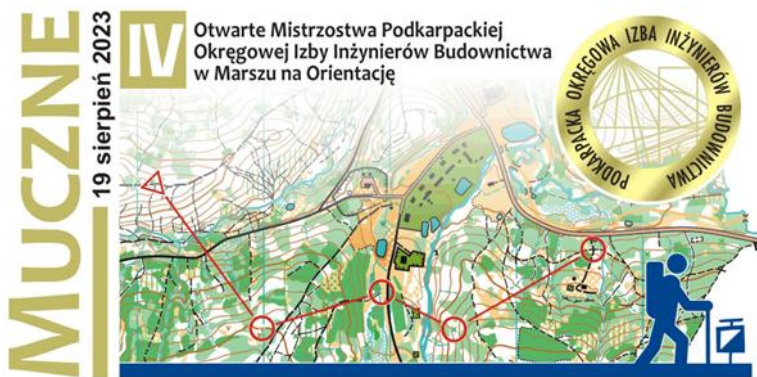 MUCZNE
19 sierpień 2023
IV
Otwarte Mistrzostwa Podkarpackiej
Okręgowej Izby Inżynierów Budownictwa
w Marszu na Orientację
PODKARPACKA OKRĘGOWA IZBA INŻYNIERÓW BUDOWNICTWA